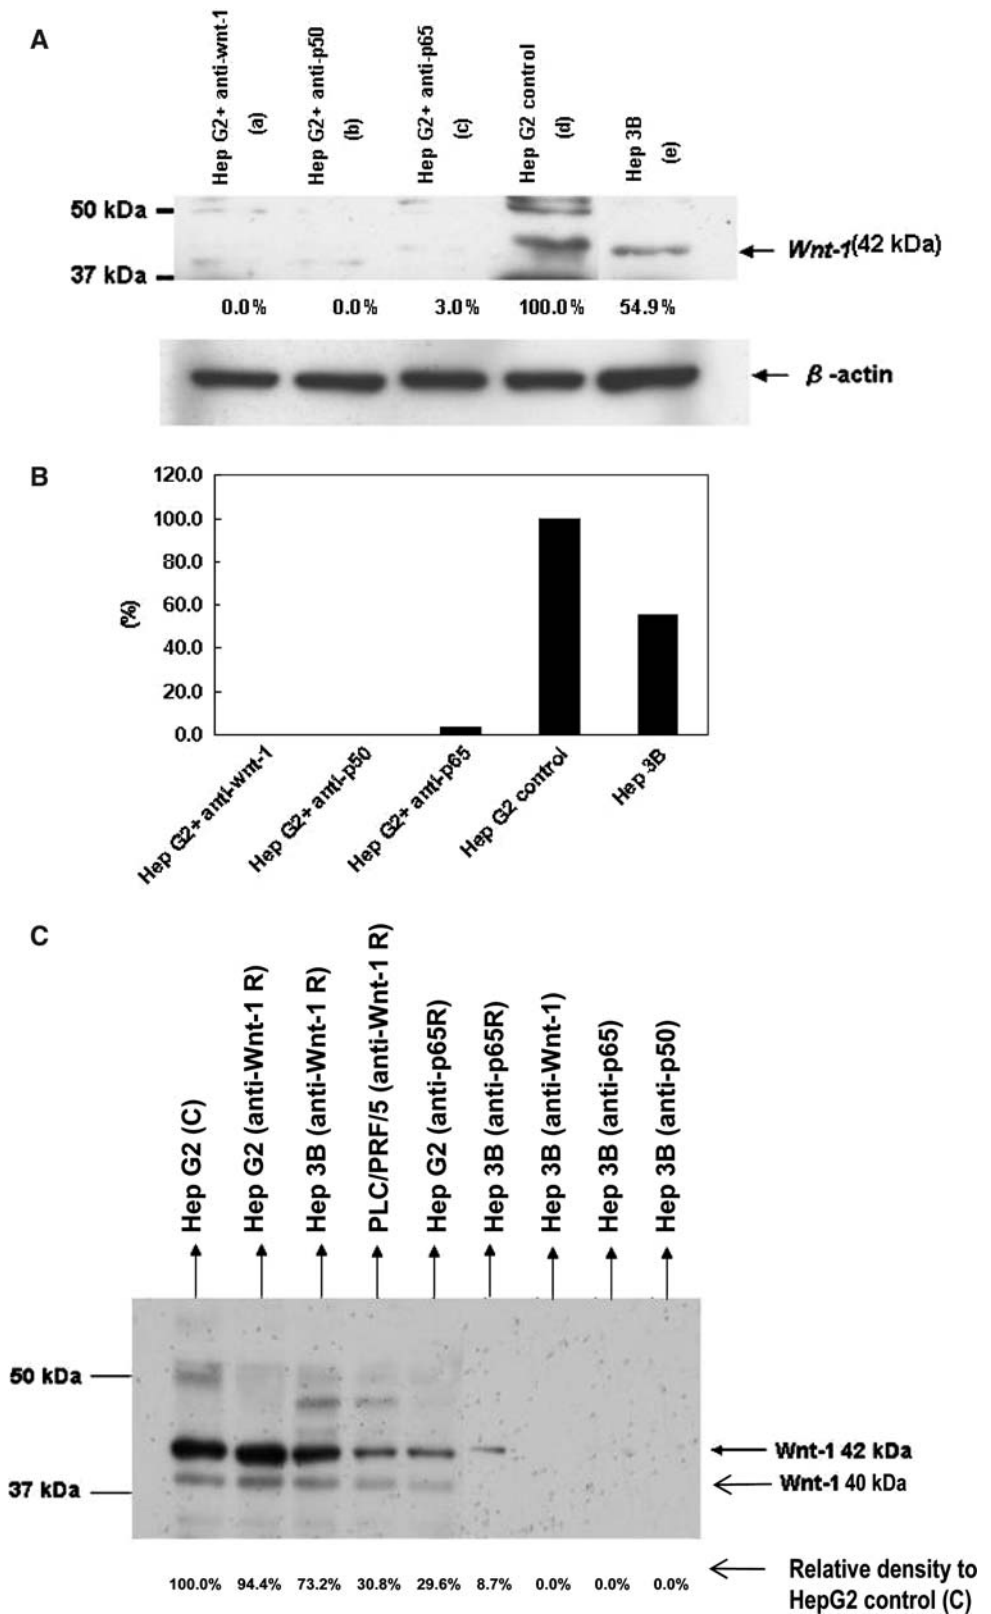 A
Hep G2+ anti-wnt-1
(a)
Hep G2+ anti-p50
(b)
Hep G2+ anti-p65
(c)
Hep G2 control
(d)
Hep 3B
(e)
50 kDa
37 kDa
Wnt-1(42 kDa)
0.0% 0.0% 3.0% 100.0% 54.9%
β -actin
B
120.0
100.0
80.0
60.0
40.0
20.0
0.0
(%)
Hep G2+ anti-wnt-1
Hep G2+ anti-p50
Hep G2+ anti-p65
Hep G2 control
Hep 3B
C
Hep G2 (C)
Hep G2 (anti-Wnt-1 R)
Hep 3B (anti-Wnt-1 R)
PLC/PRF/5 (anti-Wnt-1 R)
Hep G2 (anti-p65R)
Hep 3B (anti-p65R)
Hep 3B (anti-Wnt-1)
Hep 3B (anti-p65)
Hep 3B (anti-p50)
50 kDa
37 kDa
Wnt-1 42 kDa
Wnt-1 40 kDa
100.0% 94.4% 73.2% 30.8% 29.6% 8.7% 0.0% 0.0% 0.0%
Relative density to
HepG2 control (C)